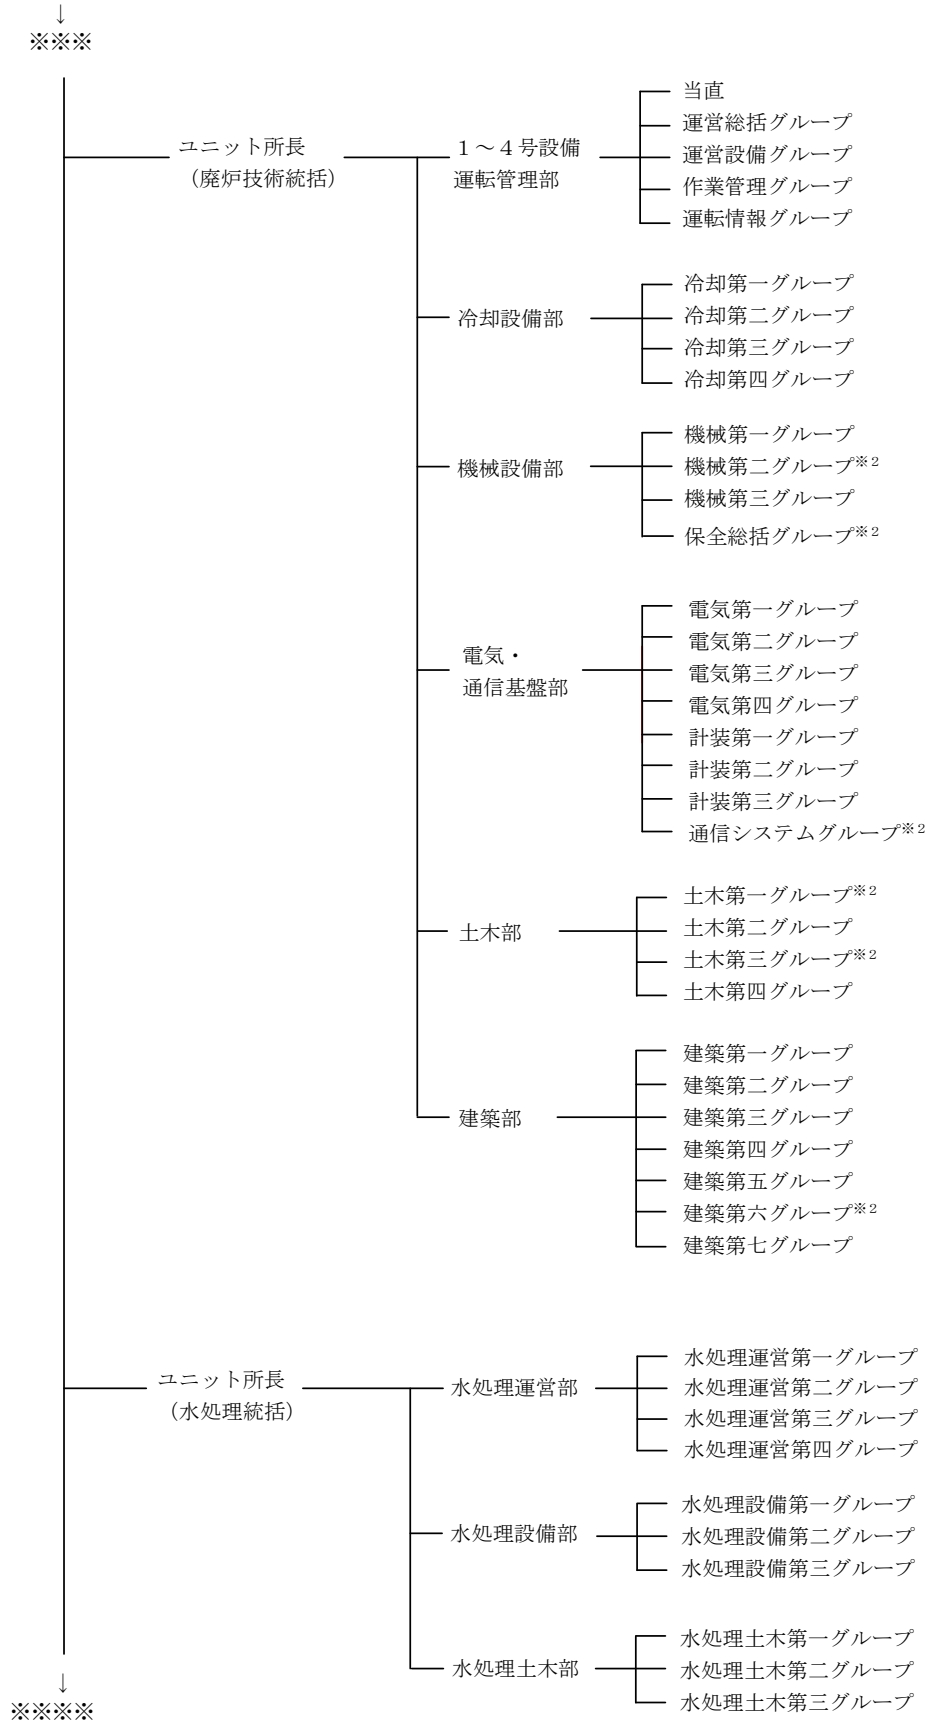 ↓
※※※
ユニット所長
（廃炉技術統括）
１～４号設備
運転管理部
当直
運営総括グループ
運営設備グループ
作業管理グループ
運転情報グループ
冷却設備部
冷却第一グループ
冷却第二グループ
冷却第三グループ
冷却第四グループ
機械設備部
機械第一グループ
機械第二グループ※２
機械第三グループ
保全総括グループ※２
電気・
通信基盤部
電気第一グループ
電気第二グループ
電気第三グループ
電気第四グループ
計装第一グループ
計装第二グループ
計装第三グループ
通信システムグループ※２
土木部
土木第一グループ※２
土木第二グループ
土木第三グループ※２
土木第四グループ
建築部
建築第一グループ
建築第二グループ
建築第三グループ
建築第四グループ
建築第五グループ
建築第六グループ※２
建築第七グループ
ユニット所長
（水処理統括）
水処理運営部
水処理運営第一グループ
水処理運営第二グループ
水処理運営第三グループ
水処理運営第四グループ
水処理設備部
水処理設備第一グループ
水処理設備第二グループ
水処理設備第三グループ
水処理土木部
水処理土木第一グループ
水処理土木第二グループ
水処理土木第三グループ
↓
※※※※